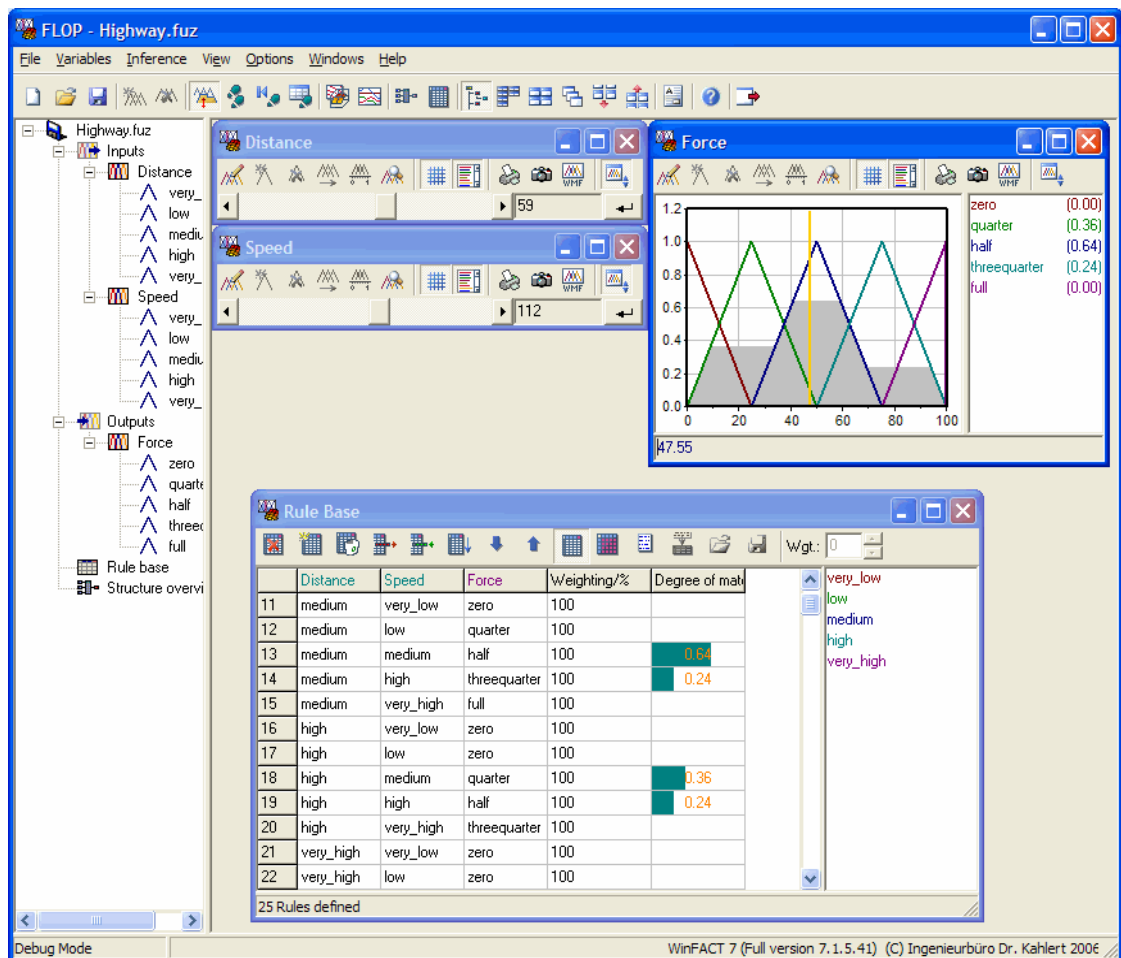 FLOP - Highway.fuz
File Variables Inference View Options Windows Help
Highway.fuz
Inputs
Distance
very_
low
mediu
high
very_
Speed
very_
low
mediu
high
very_
Outputs
Force
zero
quarte
half
threec
full
Rule base
Structure overvi
Distance
WMF
59
Speed
WMF
112
Force
WMF
1.2
1.0
0.8
0.6
0.4
0.2
0.0
0 20 40 60 80 100
zero (0.00)
quarter (0.36)
half (0.64)
threequarter (0.24)
full (0.00)
47.55
Rule Base
Wgt.: 0
Distance Speed Force Weighting/% Degree of mat
11 medium very_low zero 100
12 medium low quarter 100
13 medium medium half 100 0.64
14 medium high threequarter 100 0.24
15 medium very_high full 100
16 high very_low zero 100
17 high low zero 100
18 high medium quarter 100 0.36
19 high high half 100 0.24
20 high very_high threequarter 100
21 very_high very_low zero 100
22 very_high low zero 100
very_low
low
medium
high
very_high
25 Rules defined
Debug Mode
WinFACT 7 (Full version 7.1.5.41) (C) Ingenieurbüro Dr. Kahlert 2006